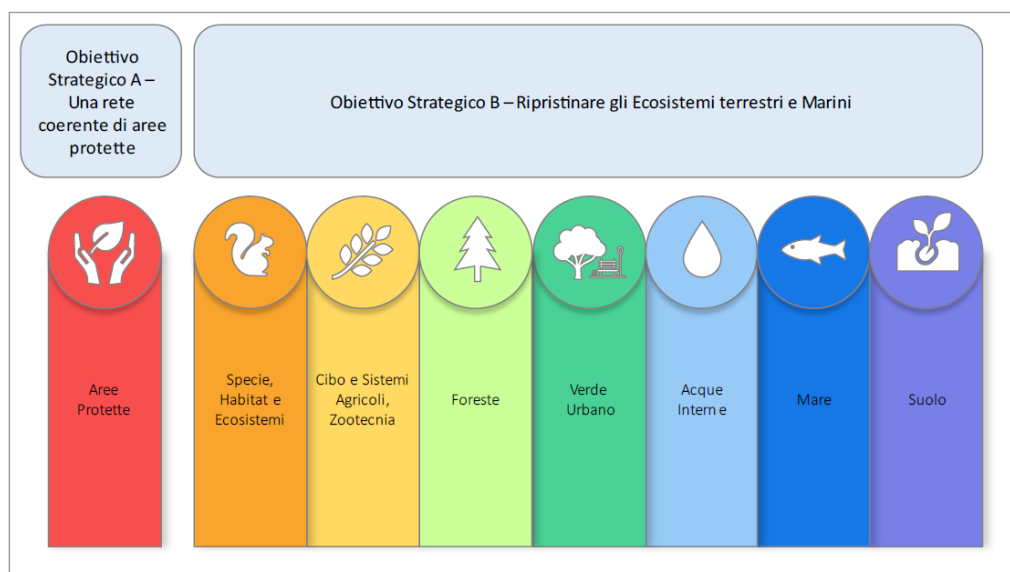 Obiettivo
Strategico A –
Una rete
coerente di aree
protette
Obiettivo Strategico B – Ripristinare gli Ecosistemi terrestri e Marini
Aree
Protette
Specie,
Habitat e
Ecosistemi
Cibo e Sistemi
Agricoli,
Zootecnia
Foreste
Verde
Urbano
Acque
Interne
Mare
Suolo